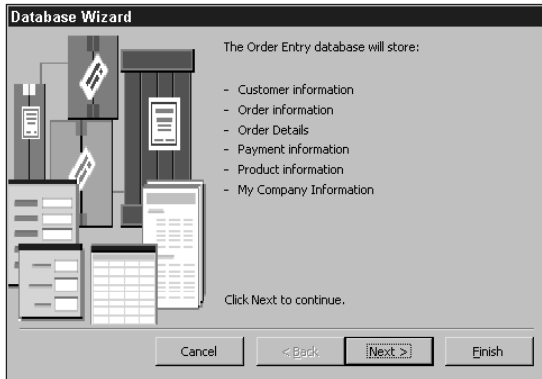 Database Wizard
The Order Entry database will store:
- Customer information
- Order information
- Order Details
- Payment information
- Product information
- My Company Information
Click Next to continue.
Cancel
< Back
Next >
Finish